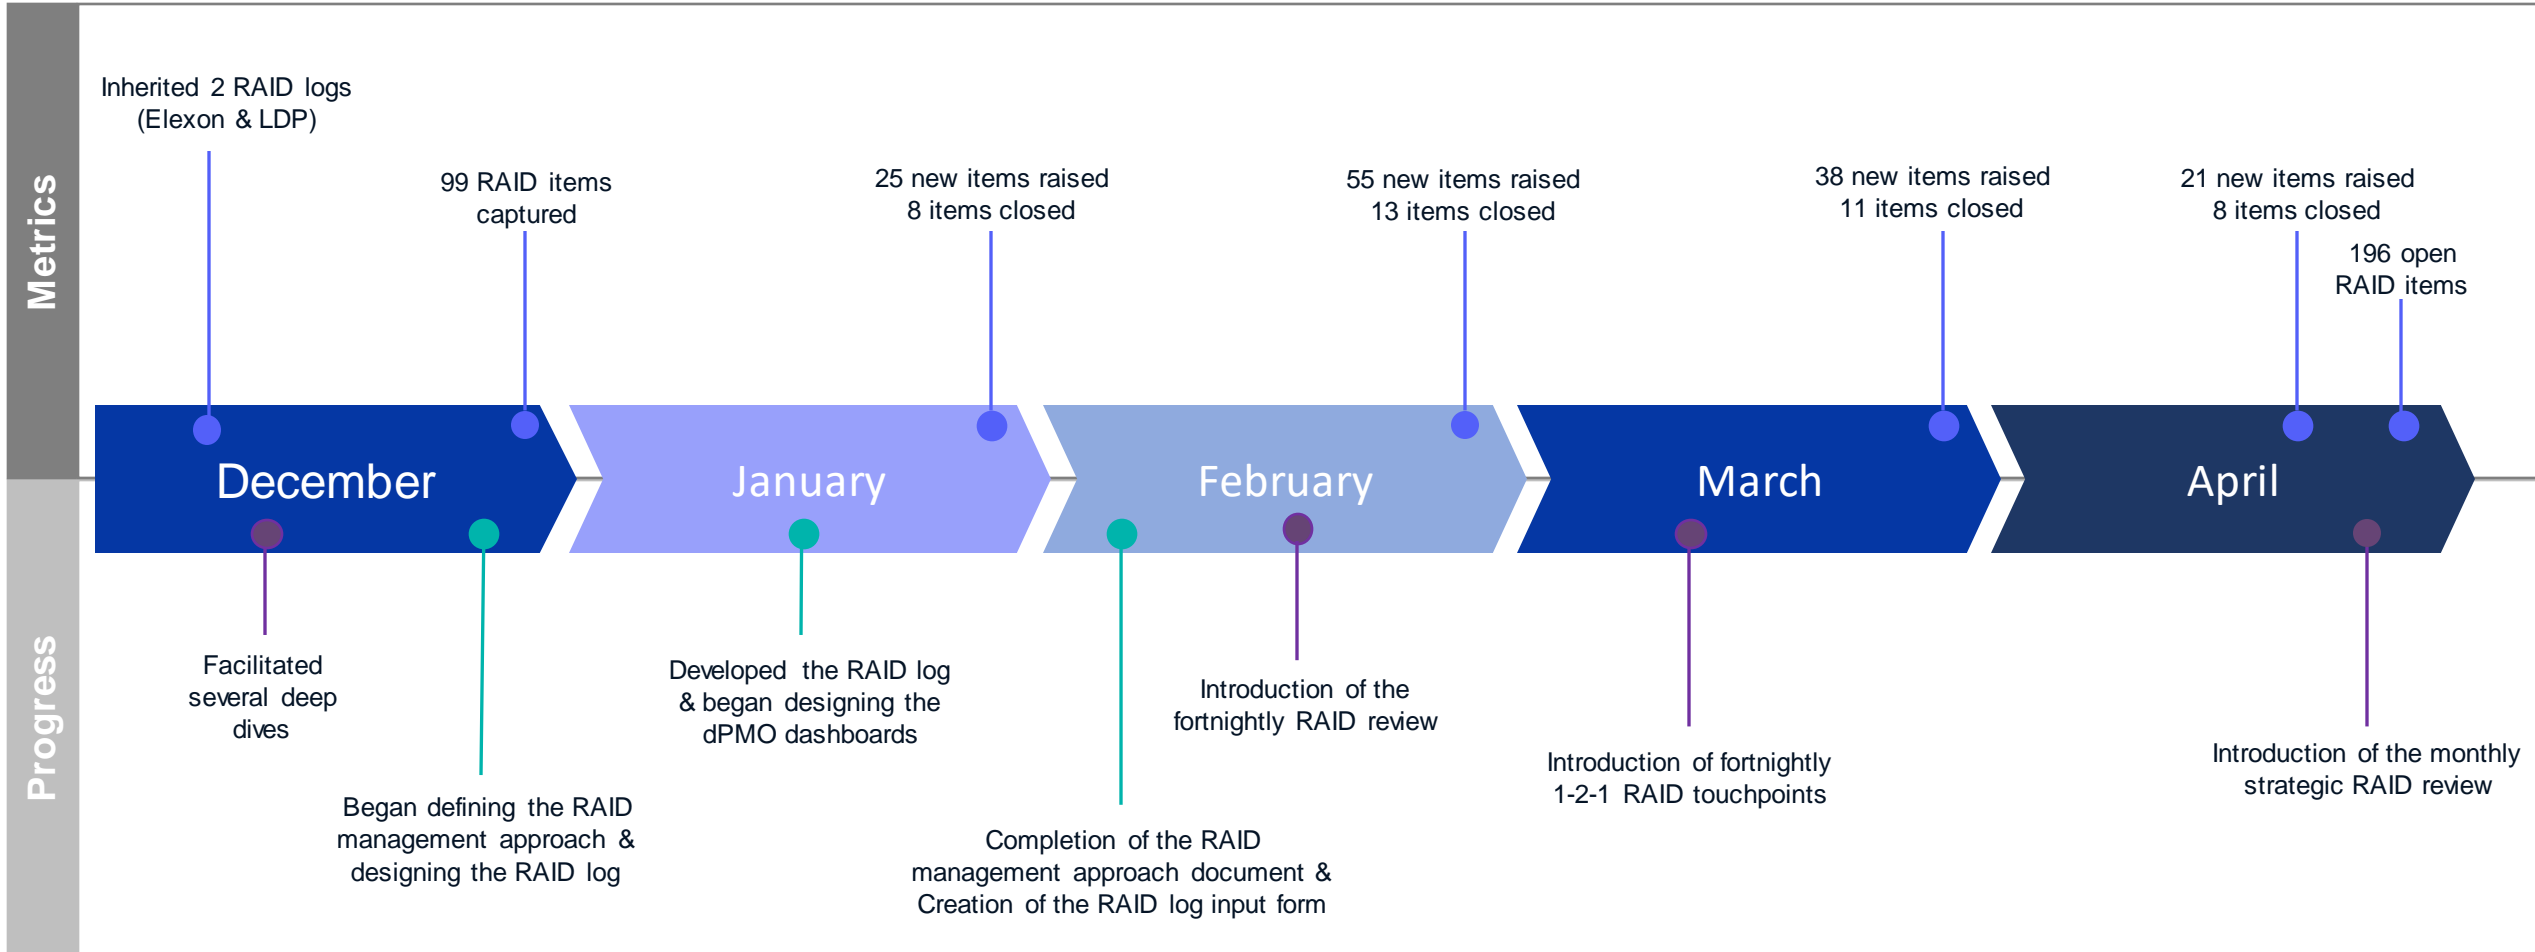 Metrics
Inherited 2 RAID logs
(Elexon & LDP)
99 RAID items
captured
25 new items raised
8 items closed
55 new items raised
13 items closed
38 new items raised
11 items closed
21 new items raised
8 items closed
196 open
RAID items
December
January
February
March
April
Progress
Facilitated
several deep
dives
Began defining the RAID
management approach &
designing the RAID log
Developed the RAID log
& began designing the
dPMO dashboards
Completion of the RAID
management approach document &
Creation of the RAID log input form
Introduction of the
fortnightly RAID review
Introduction of fortnightly
1-2-1 RAID touchpoints
Introduction of the monthly
strategic RAID review